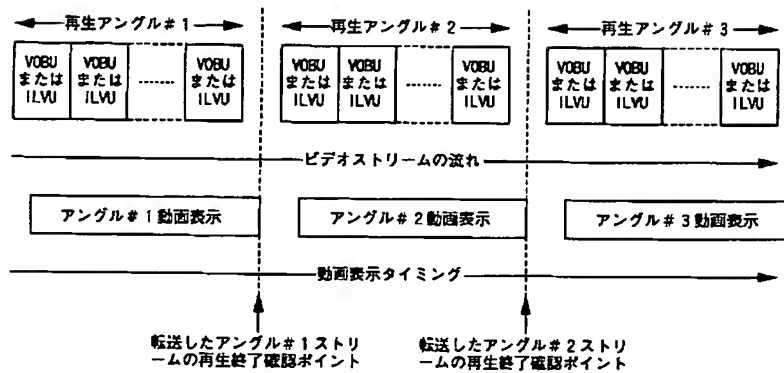 再生アングル#1
再生アングル#2
再生アングル#3
VOBU
または
ILVU
VOBU
または
ILVU
........
VOBU
または
ILVU
VOBU
または
ILVU
VOBU
または
ILVU
........
VOBU
または
ILVU
VOBU
または
ILVU
VOBU
または
ILVU
........
VOBU
または
ILVU
ビデオストリームの流れ
アングル#1動画表示
アングル#2動画表示
アングル#3動画表示
動画表示タイミング
転送したアングル#1ストリ
ームの再生終了確認ポイント
転送したアングル#2ストリ
ームの再生終了確認ポイント